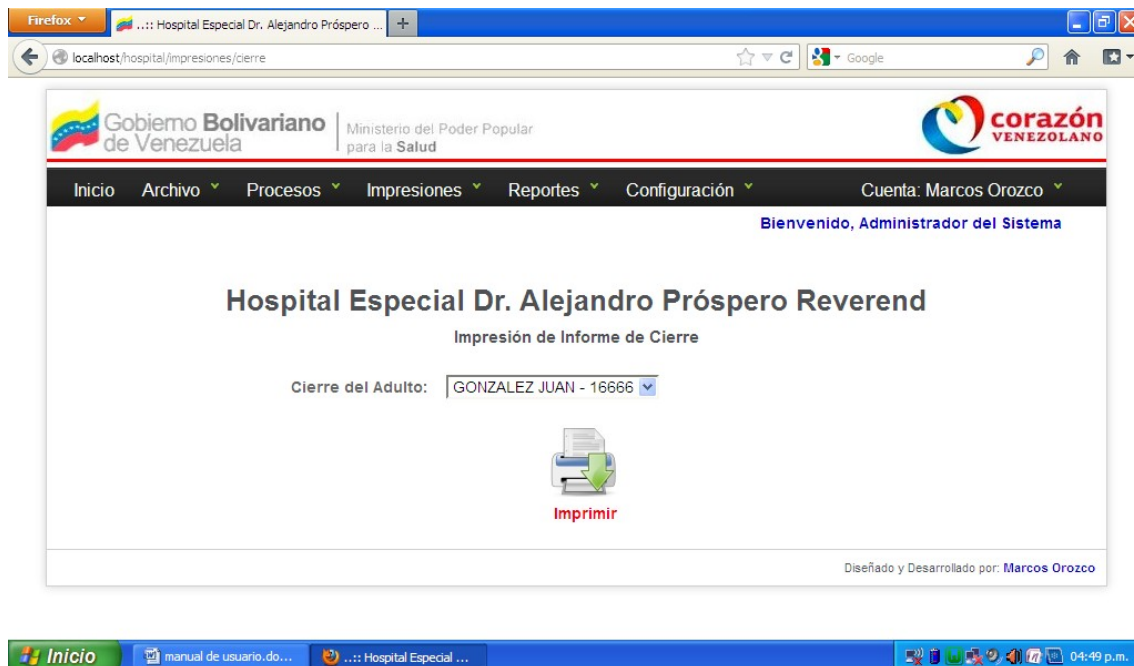 Firefox
..:: Hospital Especial Dr. Alejandro Próspero ...
localhost/hospital/impresiones/cierre
Google
Gobierno Bolivariano de Venezuela
Ministerio del Poder Popular para la Salud
corazón VENEZOLANO
Inicio Archivo Procesos Impresiones Reportes Configuración Cuenta: Marcos Orozco
Bienvenido, Administrador del Sistema
Hospital Especial Dr. Alejandro Próspero Reverend
Impresión de Informe de Cierre
Cierre del Adulto: GONZALEZ JUAN - 16666
Imprimir
Diseñado y Desarrollado por: Marcos Orozco
Inicio manual de usuario.do... ..:: Hospital Especial ... 04:49 p.m.